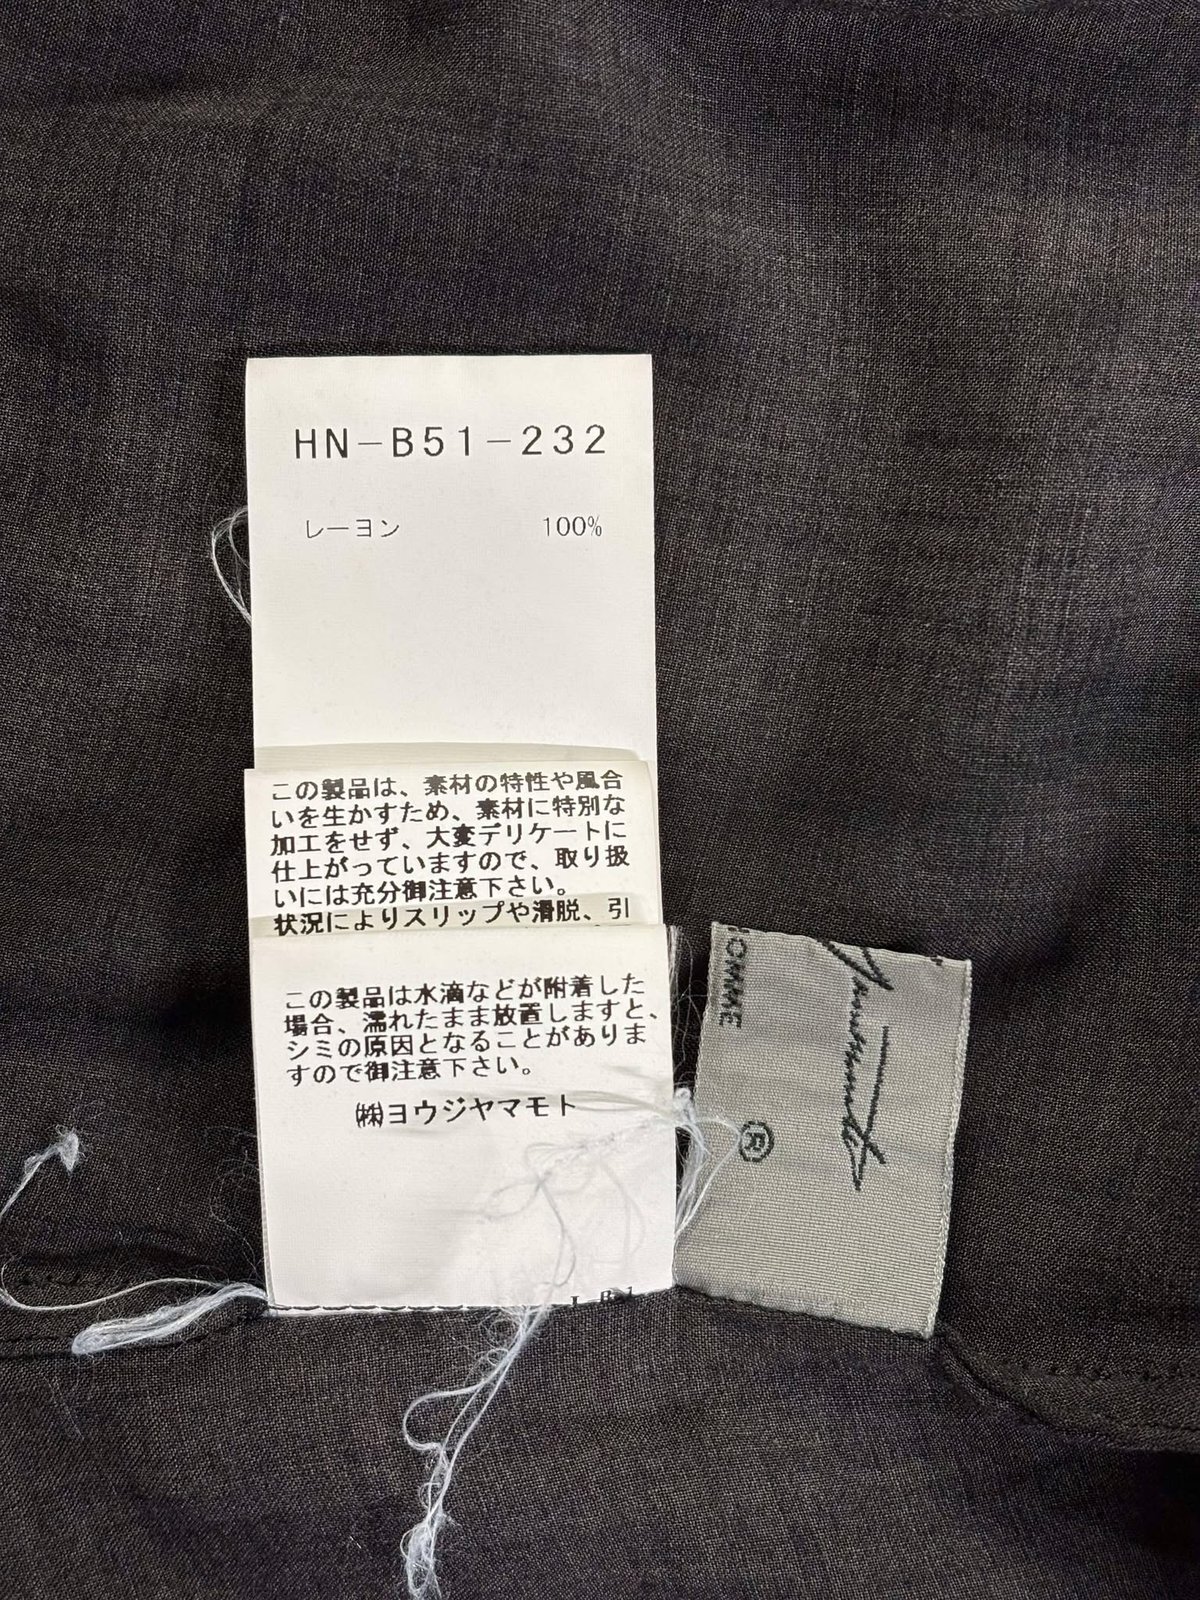 HN-B51-232
レーヨン 100%
この製品は、素材の特性や風合
いを生かすため、素材に特別な
加工をせず、大変デリケートに
仕上がっていますので、取り扱
いには充分御注意下さい。
状況によりスリップや滑脱、引
この製品は水滴などが附着した
場合、濡れたまま放置しますと、
シミの原因となることがありま
すので御注意下さい。
㈱ヨウジヤマモト
Yamamoto
OMME
®